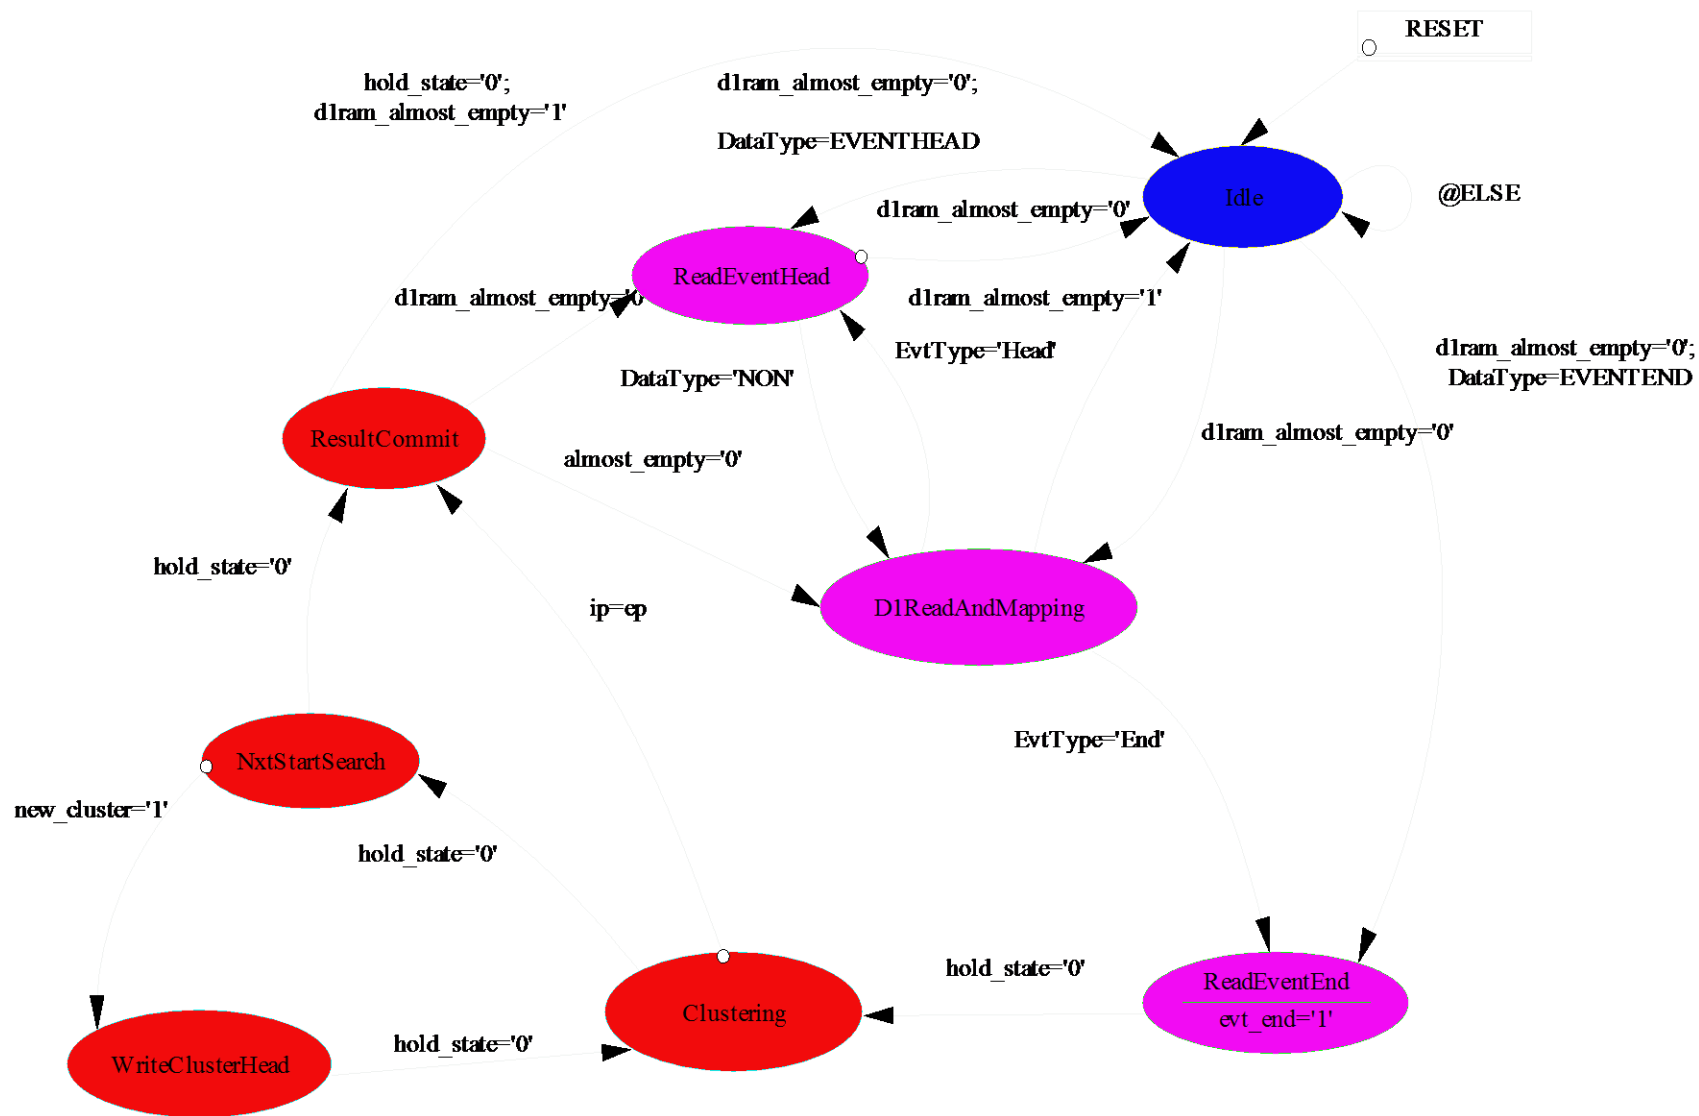 RESET
hold_state='0';
d1ram_almost_empty='1'
d1ram_almost_empty='0';
DataType=EVENTHEAD
Idle
@ELSE
d1ram_almost_empty='0'
ReadEventHead
d1ram_almost_empty='0'
d1ram_almost_empty='1'
EvtType='Head'
d1ram_almost_empty='0';
DataType=EVENTEND
DataType='NON'
ResultCommit
d1ram_almost_empty='0'
almost_empty='0'
hold_state='0'
ip=ep
D1ReadAndMapping
EvtType='End'
NxtStartSearch
new_cluster='1'
hold_state='0'
hold_state='0'
ReadEventEnd
evt_end='1'
Clustering
hold_state='0'
WriteClusterHead